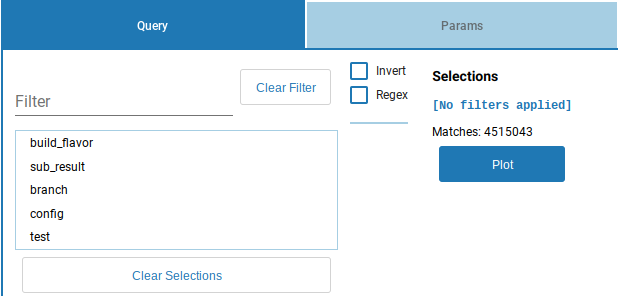 Query
Params
Filter
Clear Filter
build_flavor
sub_result
branch
config
test
Clear Selections
Invert
Regex
Selections
[No filters applied]
Matches: 4515043
Plot